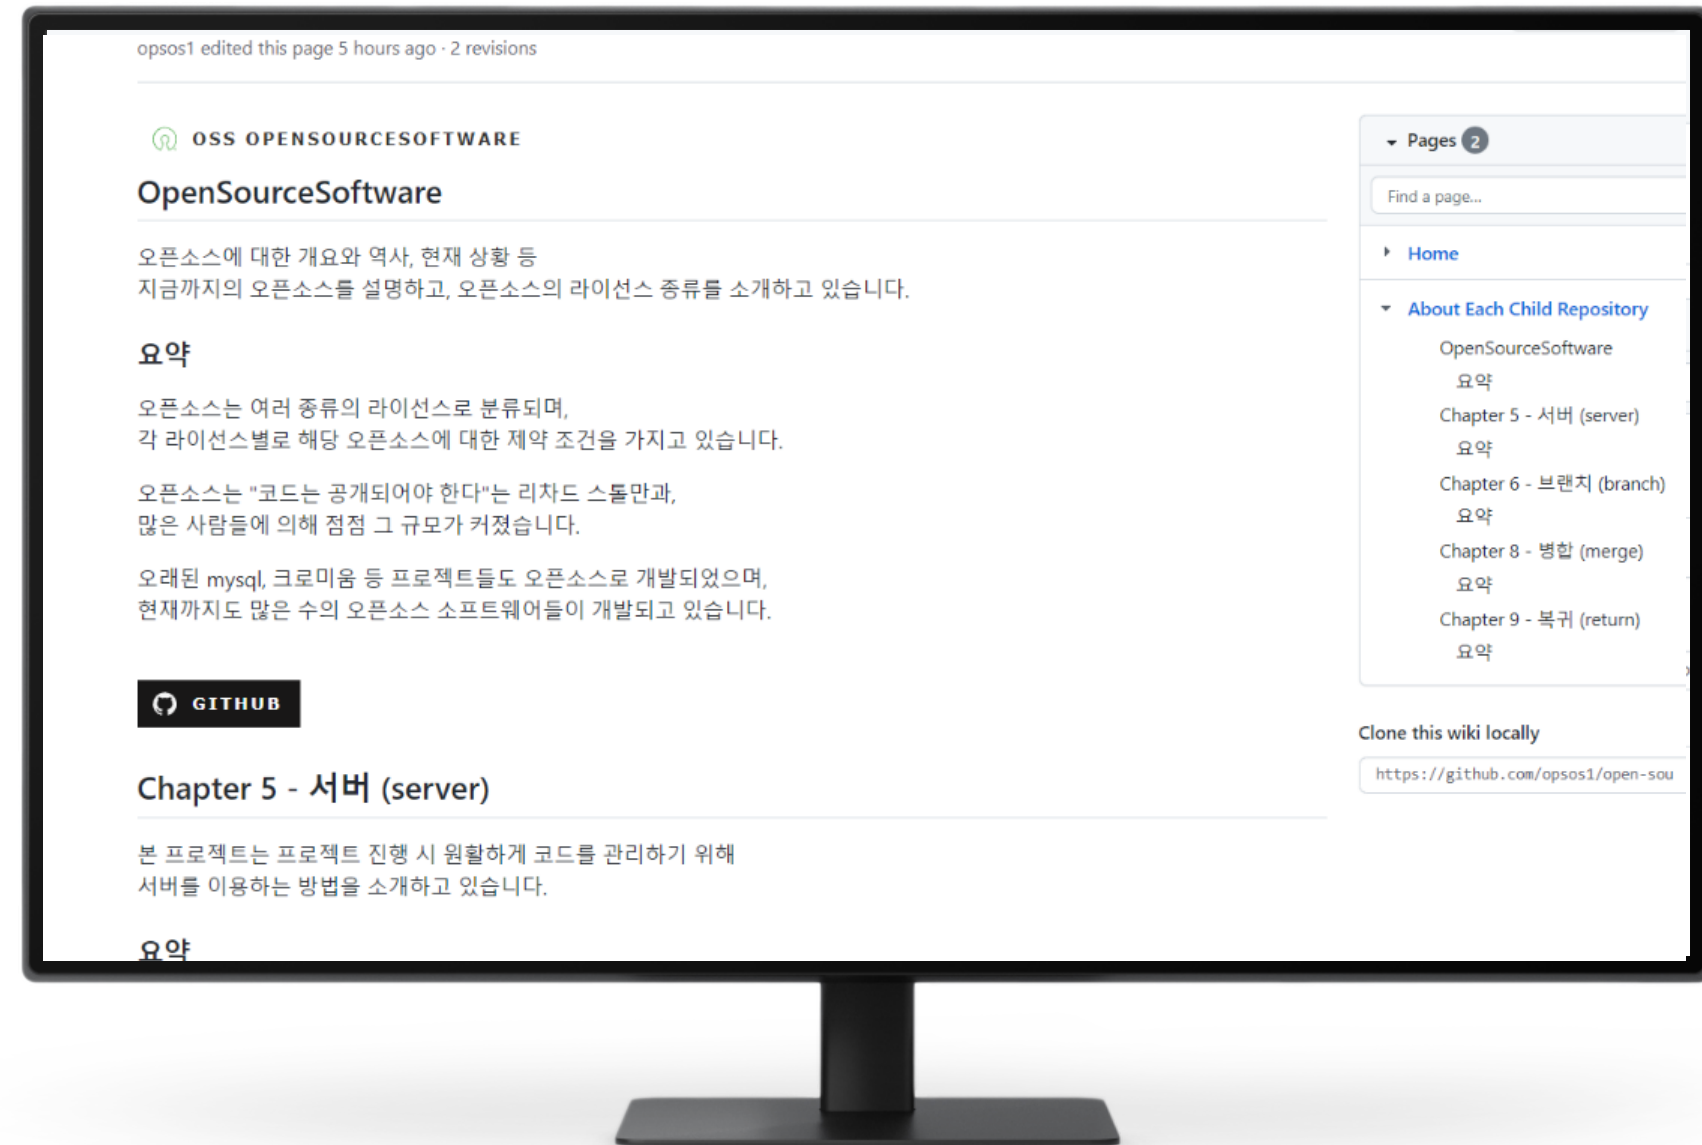 opsos1 edited this page 5 hours ago · 2 revisions
OSS OPENSOURCESOFTWARE
OpenSourceSoftware
오픈소스에 대한 개요와 역사, 현재 상황 등
지금까지의 오픈소스를 설명하고, 오픈소스의 라이선스 종류를 소개하고 있습니다.
요약
오픈소스는 여러 종류의 라이선스로 분류되며,
각 라이선스별로 해당 오픈소스에 대한 제약 조건을 가지고 있습니다.
오픈소스는 "코드는 공개되어야 한다"는 리차드 스톨만과,
많은 사람들에 의해 점점 그 규모가 커졌습니다.
오래된 mysql, 크로미움 등 프로젝트들도 오픈소스로 개발되었으며,
현재까지도 많은 수의 오픈소스 소프트웨어들이 개발되고 있습니다.
GITHUB
Chapter 5 - 서버 (server)
본 프로젝트는 프로젝트 진행 시 원활하게 코드를 관리하기 위해
서버를 이용하는 방법을 소개하고 있습니다.
요약
Pages 2
Find a page...
Home
About Each Child Repository
OpenSourceSoftware
요약
Chapter 5 - 서버 (server)
요약
Chapter 6 - 브랜치 (branch)
요약
Chapter 8 - 병합 (merge)
요약
Chapter 9 - 복귀 (return)
요약
Clone this wiki locally
https://github.com/opsos1/open-sou